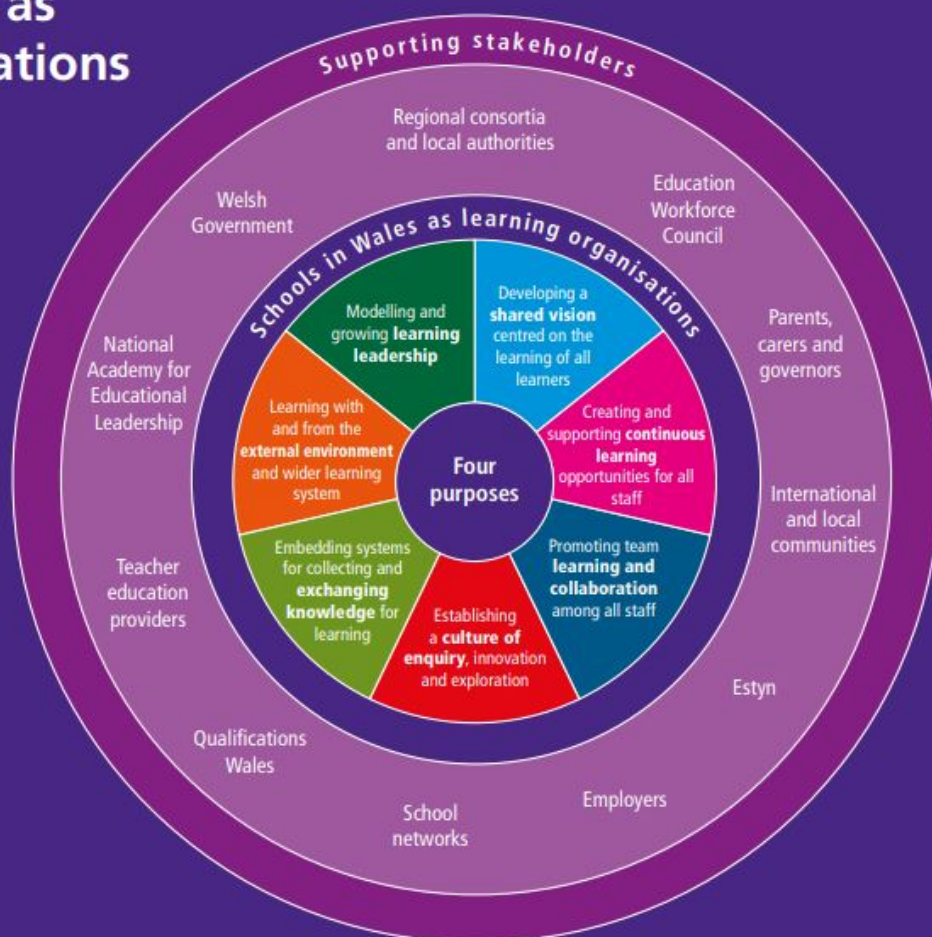 as
ations
Supporting stakeholders
Regional consortia
and local authorities
Education
Workforce
Council
Parents,
carers and
governors
International
and local
communities
Estyn
Employers
School
networks
Qualifications
Wales
Teacher
education
providers
National
Academy for
Educational
Leadership
Welsh
Government
Schools in Wales as learning organisations
Developing a
shared vision
centred on the
learning of all
learners
Creating and
supporting continuous
learning
opportunities for all
staff
Promoting team
learning and
collaboration
among all staff
Establishing
a culture of
enquiry, innovation
and exploration
Embedding systems
for collecting and
exchanging
knowledge for
learning
Learning with
and from the
external environment
and wider learning
system
Modelling and
growing learning
leadership
Four
purposes